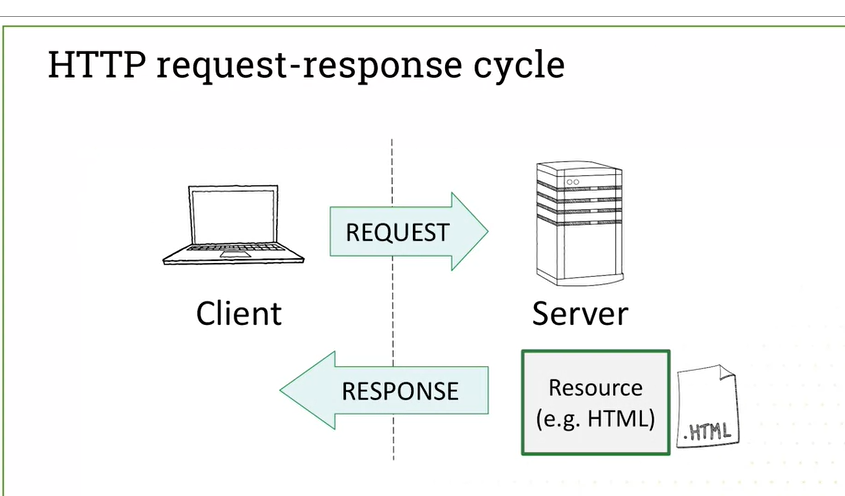 HTTP request-response cycle
REQUEST
Client
Server
RESPONSE
Resource
(e.g. HTML)
.HTML